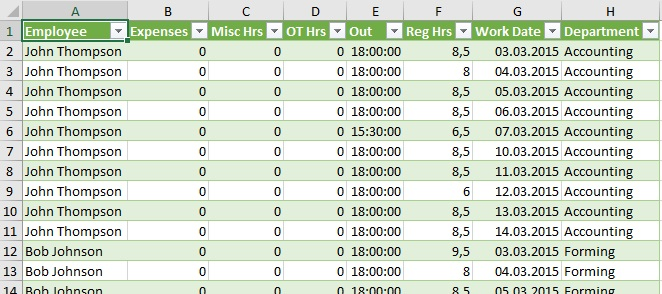 A B C D E F G H
1 Employee Expenses Misc Hrs OT Hrs Out Reg Hrs Work Date Department
2 John Thompson 0 0 0 18:00:00 8,5 03.03.2015 Accounting
3 John Thompson 0 0 0 18:00:00 8 04.03.2015 Accounting
4 John Thompson 0 0 0 18:00:00 8,5 05.03.2015 Accounting
5 John Thompson 0 0 0 18:00:00 8,5 06.03.2015 Accounting
6 John Thompson 0 0 0 15:30:00 6,5 07.03.2015 Accounting
7 John Thompson 0 0 0 18:00:00 8,5 10.03.2015 Accounting
8 John Thompson 0 0 0 18:00:00 8,5 11.03.2015 Accounting
9 John Thompson 0 0 0 18:00:00 6 12.03.2015 Accounting
10 John Thompson 0 0 0 18:00:00 8,5 13.03.2015 Accounting
11 John Thompson 0 0 0 18:00:00 8,5 14.03.2015 Accounting
12 Bob Johnson 0 0 0 18:00:00 9,5 03.03.2015 Forming
13 Bob Johnson 0 0 0 18:00:00 8 04.03.2015 Forming
14 Bob Johnson 0 0 0 18:00:00 8,5 05.03.2015 Forming